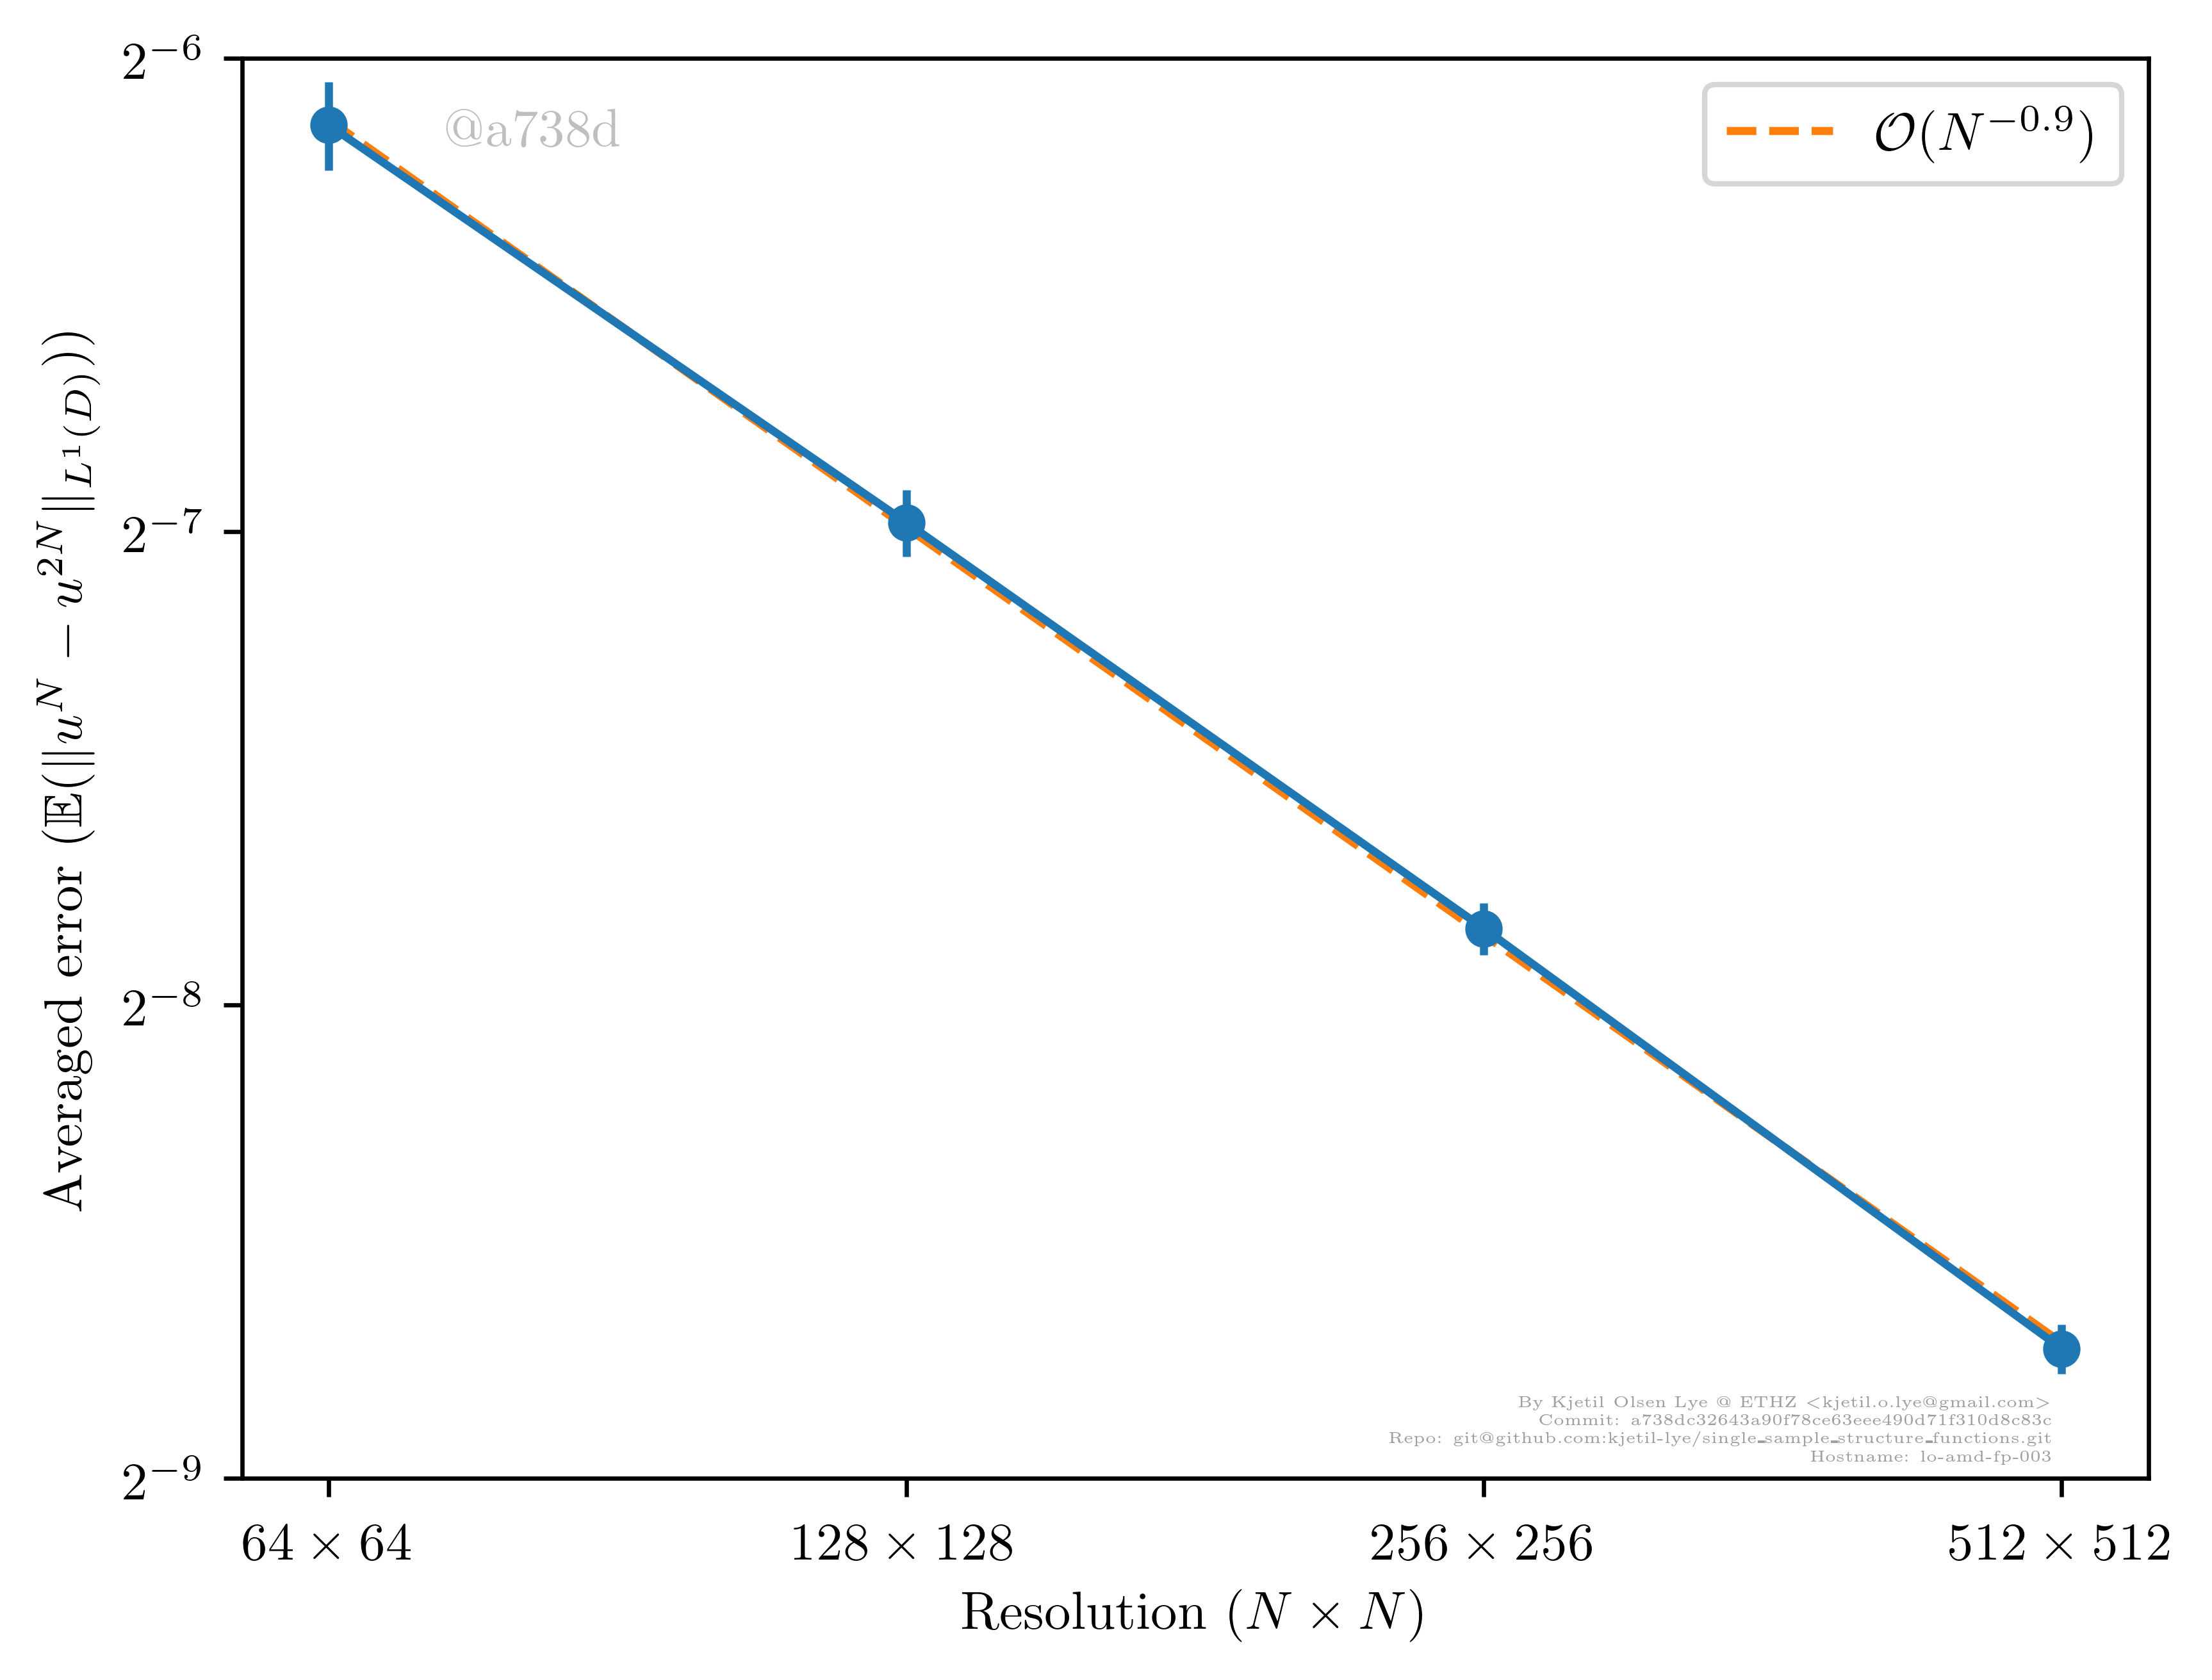 2⁻⁶
@a738d
𝒪(N⁻⁰·⁹)
2⁻⁷
2⁻⁸
2⁻⁹
Averaged error (𝔼(‖u^N − u^{2N}‖_{L¹(D)}))
By Kjetil Olsen Lye @ ETHZ <kjetil.o.lye@gmail.com>
Commit: a738dc32643a90f78ce63eee490d71f310d8c83c
Repo: git@github.com:kjetil-lye/single_sample_structure_functions.git
Hostname: lo-amd-fp-003
64 × 64 128 × 128 256 × 256 512 × 512
Resolution (N × N)